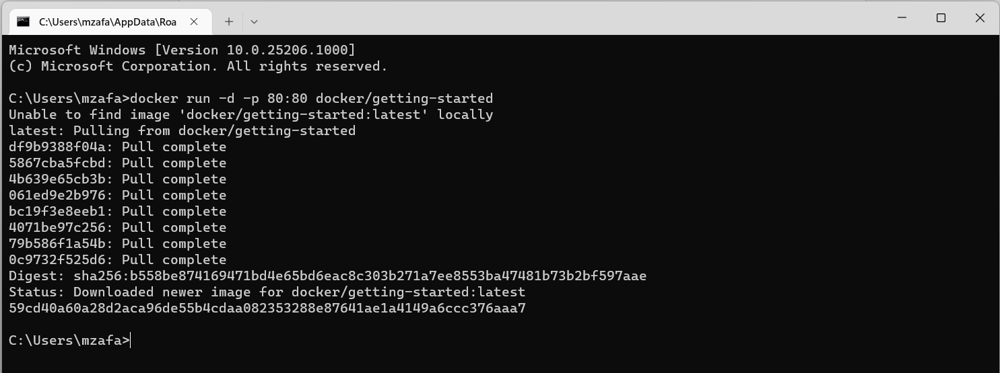 C:\Users\mzafa\AppData\Roa
Microsoft Windows [Version 10.0.25206.1000]
(c) Microsoft Corporation. All rights reserved.
C:\Users\mzafa>docker run -d -p 80:80 docker/getting-started
Unable to find image 'docker/getting-started:latest' locally
latest: Pulling from docker/getting-started
df9b9388f04a: Pull complete
5867cba5fcbd: Pull complete
4b639e65cb3b: Pull complete
061ed9e2b976: Pull complete
bc19f3e8eeb1: Pull complete
4071be97c256: Pull complete
79b586f1a54b: Pull complete
0c9732f525d6: Pull complete
Digest: sha256:b558be874169471bd4e65bd6eac8c303b271a7ee8553ba47481b73b2bf597aae
Status: Downloaded newer image for docker/getting-started:latest
59cd40a60a28d2aca96de55b4cdaa082353288e87641ae1a4149a6ccc376aaa7
C:\Users\mzafa>